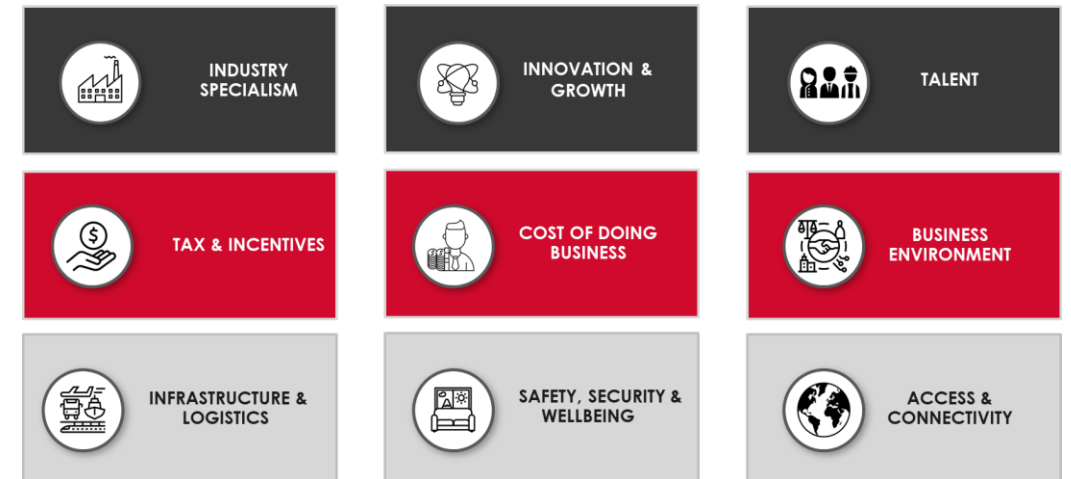 INDUSTRY
SPECIALISM
INNOVATION &
GROWTH
TALENT
$
TAX & INCENTIVES
COST OF DOING
BUSINESS
BUSINESS
ENVIRONMENT
INFRASTRUCTURE &
LOGISTICS
SAFETY, SECURITY &
WELLBEING
ACCESS &
CONNECTIVITY